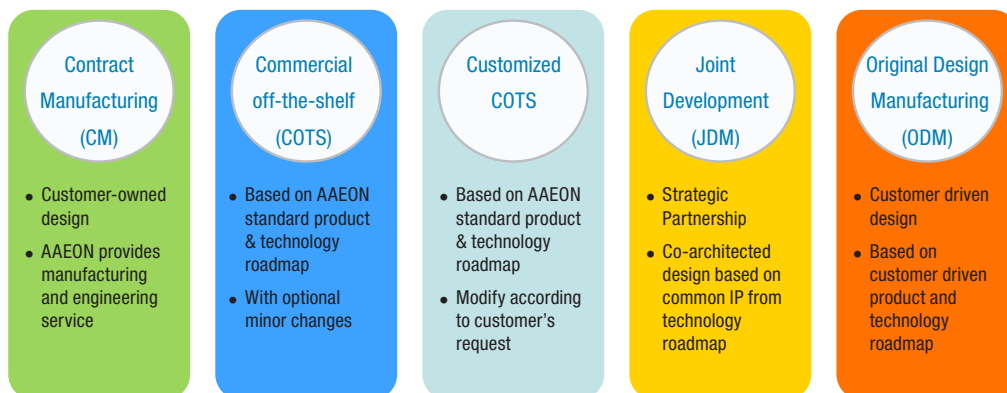 Contract
Manufacturing
(CM)
• Customer-owned
design
• AAEON provides
manufacturing
and engineering
service
Commercial
off-the-shelf
(COTS)
• Based on AAEON
standard product
& technology
roadmap
• With optional
minor changes
Customized
COTS
• Based on AAEON
standard product
& technology
roadmap
• Modify according
to customer's
request
Joint
Development
(JDM)
• Strategic
Partnership
• Co-architected
design based on
common IP from
technology
roadmap
Original Design
Manufacturing
(ODM)
• Customer driven
design
• Based on
customer driven
product and
technology
roadmap